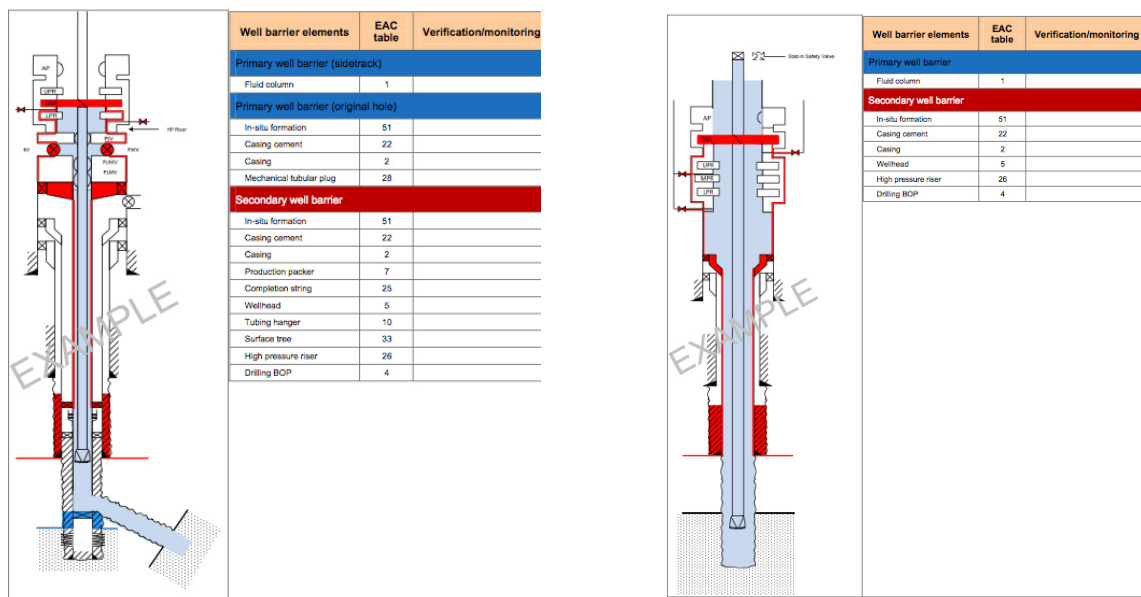 Well barrier elements EAC table Verification/monitoring
Primary well barrier (sidetrack)
Fluid column 1
Primary well barrier (original hole)
In-situ formation 51
Casing cement 22
Casing 2
Mechanical tubular plug 28
Secondary well barrier
In-situ formation 51
Casing cement 22
Casing 2
Production packer 7
Completion string 25
Wellhead 5
Tubing hanger 10
Surface tree 33
High pressure riser 26
Drilling BOP 4
AP
UPR
LPR
HP Riser
PMV
PLMV
EXAMPLE
Well barrier elements EAC table Verification/monitoring
Primary well barrier
Fluid column 1
Secondary well barrier
In-situ formation 51
Casing cement 22
Casing 2
Wellhead 5
High pressure riser 26
Drilling BOP 4
Stab in Safety Valve
AP
UPR
MPR
LPR
EXAMPLE